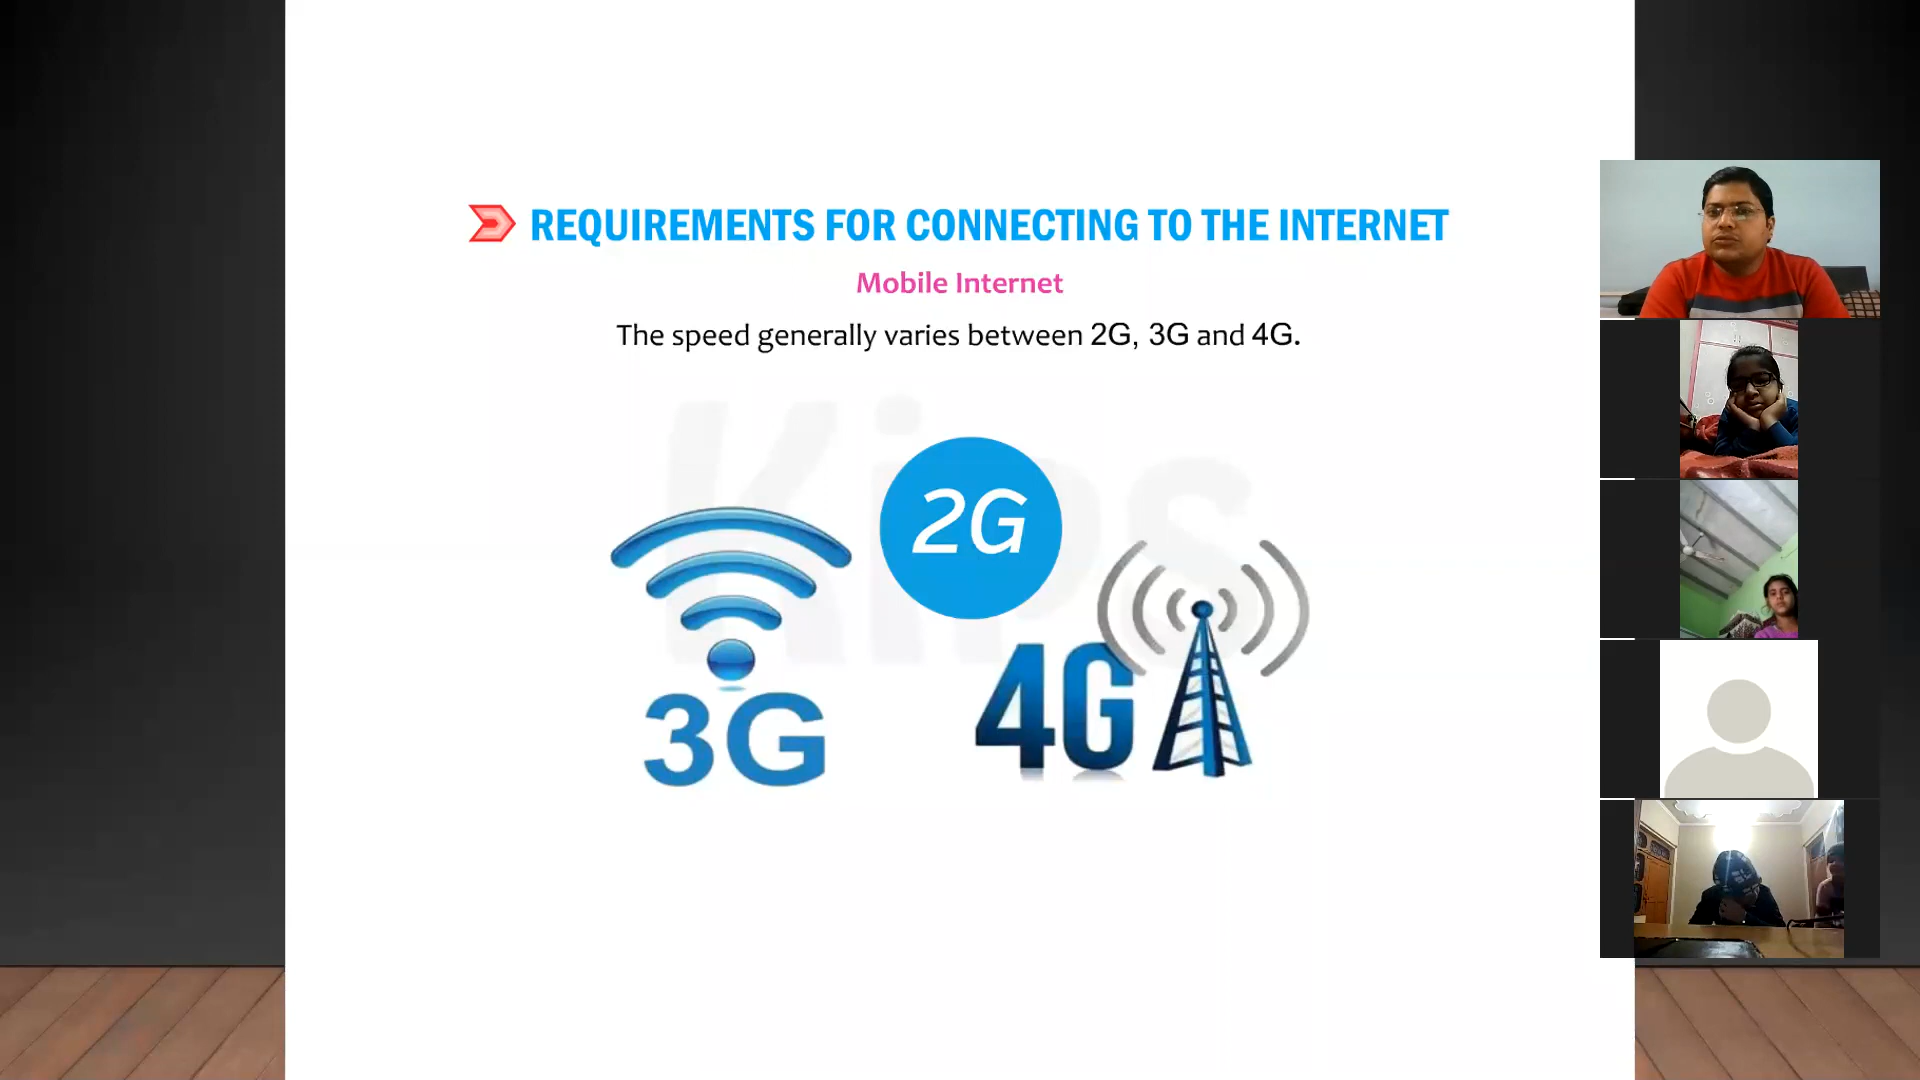 REQUIREMENTS FOR CONNECTING TO THE INTERNET
Mobile Internet
The speed generally varies between 2G, 3G and 4G.
Kips
2G
3G
4G